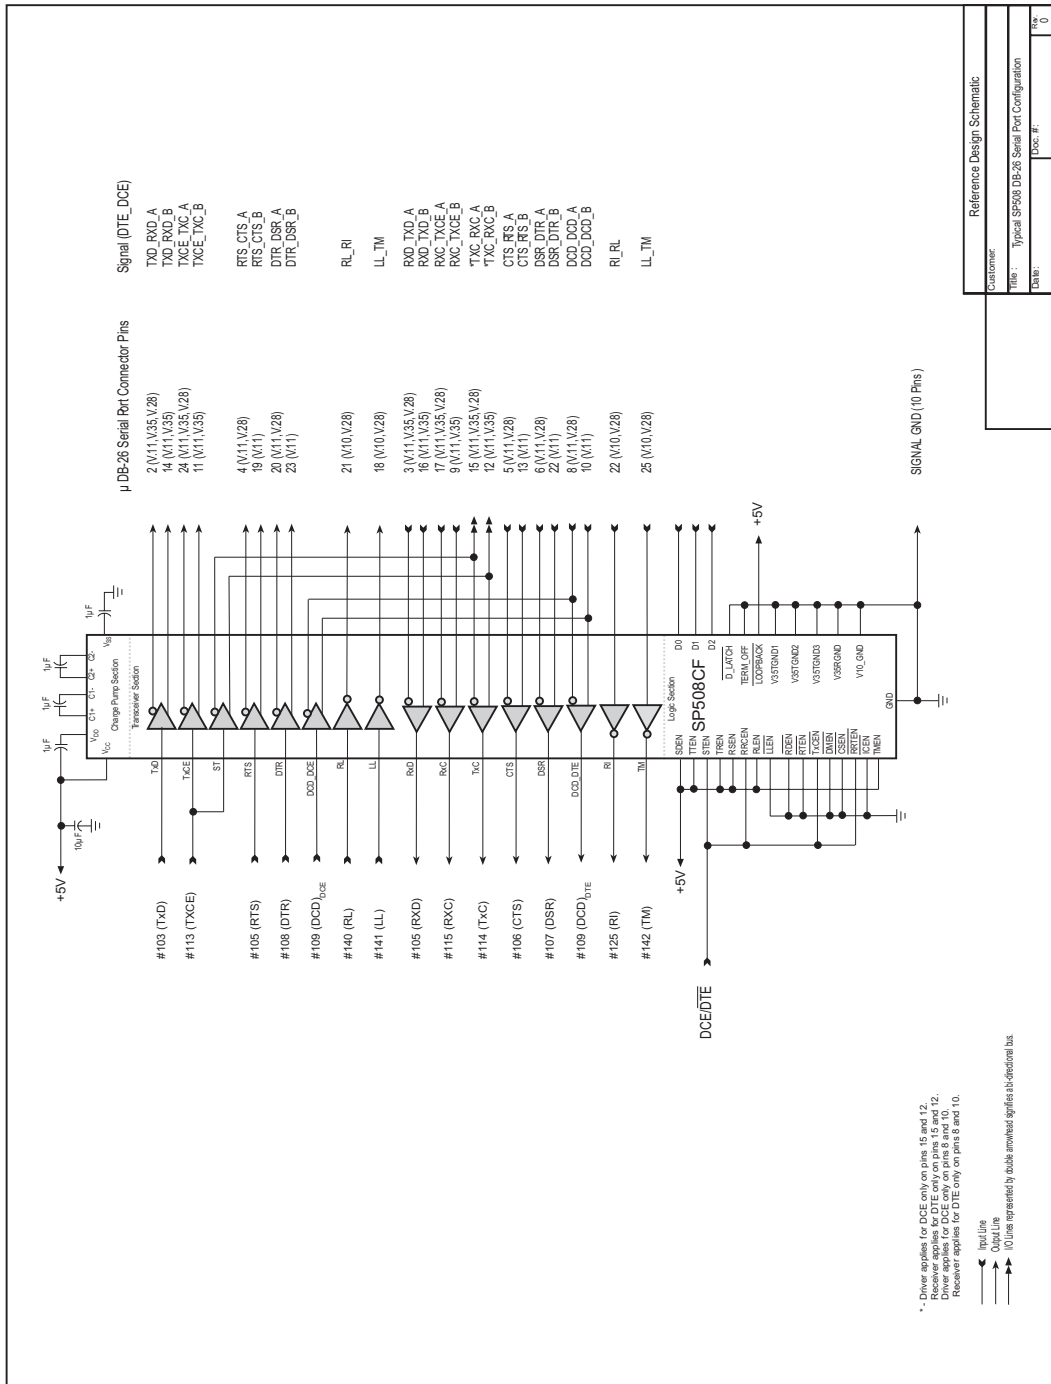 Reference Design Schematic
Customer:
Title : Typical SP508 DB-26 Serial Port Configuration
Date: Doc. #: Rev. 0
µ DB-26 Serial Port Connector Pins Signal (DTE_DCE)
2 (V.11, V.35, V.28) TXD_RXD_A
14 (V.11, V.35) TXD_RXD_B
24 (V.11, V.35, V.28) TXCE_TXC_A
11 (V.11, V.35) TXCE_TXC_B
4 (V.11, V.28) RTS_CTS_A
19 (V.11) RTS_CTS_B
20 (V.11, V.28) DTR_DSR_A
23 (V.11) DTR_DSR_B
21 (V.10, V.28) RL_RI
18 (V.10, V.28) LL_TM
3 (V.11, V.35, V.28) RXD_TXD_A
16 (V.11, V.35) RXD_TXD_B
17 (V.11, V.35, V.28) RXC_TXCE_A
9 (V.11, V.35) RXC_TXCE_B
15 (V.11, V.35, V.28) *TXC_RXC_A
12 (V.11, V.35) *TXC_RXC_B
5 (V.11, V.28) CTS_RTS_A
13 (V.11) CTS_RTS_B
6 (V.11, V.28) DSR_DTR_A
22 (V.11) DSR_DTR_B
8 (V.11, V.28) DCD_DCD_A
10 (V.11) DCD_DCD_B
22 (V.10, V.28) RI_RL
25 (V.10, V.28) LL_TM
+5V
10µF
1µF
1µF
1µF
1µF
VCC VDD C1+ C1- C2+ C2- VSS
Charge Pump Section
Transceiver Section
#103 (TxD) TxD
#113 (TXCE) TxCE
ST
#105 (RTS) RTS
#108 (DTR) DTR
#109 (DCD)DCE DCD_DCE
#140 (RL) RL
#141 (LL) LL
#105 (RXD) RxD
#115 (RXC) RxC
#114 (TxC) TxC
#106 (CTS) CTS
#107 (DSR) DSR
#109 (DCD)DTE DCD_DTE
#125 (RI) RI
#142 (TM) TM
Logic Section
SP508CF
+5V
DCE/DTE
SDEN
TTEN
STEN
TREN
RSEN
RRCEN
RLEN
LLEN
RDEN
RTEN
TxCEN
DMEN
CSEN
RRTEN
ICEN
TMEN
D0
D1
D2
D_LATCH
TERM_OFF
LOOPBACK
V35TGND1
V35TGND2
V35TGND3
V35RGND
V10_GND
GND
+5V
SIGNAL GND (10 Pins )
* - Driver applies for DCE only on pins 15 and 12.
Receiver applies for DTE only on pins 15 and 12.
Driver applies for DCE only on pins 8 and 10.
Receiver applies for DTE only on pins 8 and 10.
Input Line
Output Line
I/O Lines represented by double arrowhead signifies a bi-directional bus.